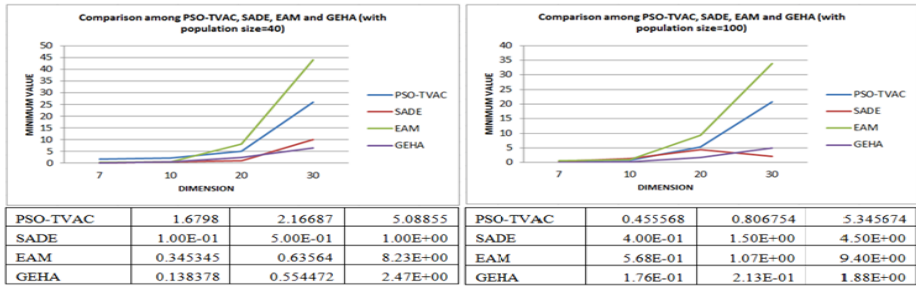 Comparison among PSO-TVAC, SADE, EAM and GEHA (with
population size=40)
MINIMUM VALUE
50
45
40
35
30
25
20
15
10
5
0
7 10 20 30
DIMENSION
PSO-TVAC
SADE
EAM
GEHA
PSO-TVAC 1.6798 2.16687 5.08855
SADE 1.00E-01 5.00E-01 1.00E+00
EAM 0.345345 0.63564 8.23E+00
GEHA 0.138378 0.554472 2.47E+00
Comparison among PSO-TVAC, SADE, EAM and GEHA (with
population size=100)
MINIMUM VALUE
40
35
30
25
20
15
10
5
0
7 10 20 30
DIMENSION
PSO-TVAC
SADE
EAM
GEHA
PSO-TVAC 0.455568 0.806754 5.345674
SADE 4.00E-01 1.50E+00 4.50E+00
EAM 5.68E-01 1.07E+00 9.40E+00
GEHA 1.76E-01 2.13E-01 1.88E+00